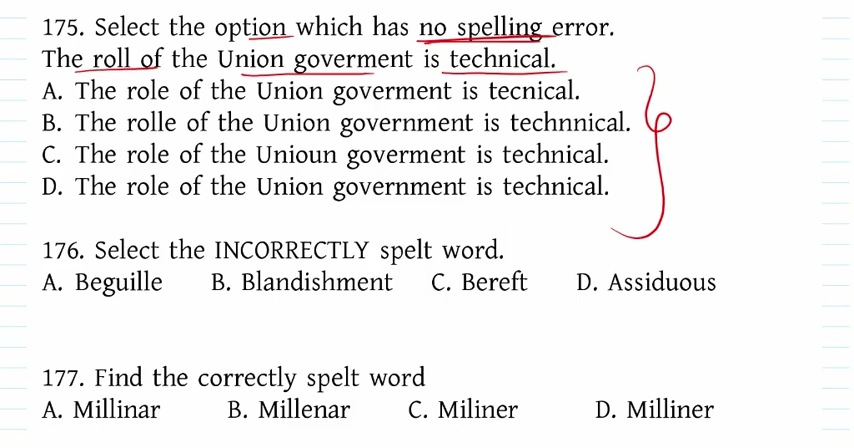 175. Select the option which has no spelling error.
The roll of the Union goverment is technical.
A. The role of the Union goverment is tecnical.
B. The rolle of the Union government is technnical.
C. The role of the Unioun goverment is technical.
D. The role of the Union government is technical.
176. Select the INCORRECTLY spelt word.
A. Beguille B. Blandishment C. Bereft D. Assiduous
177. Find the correctly spelt word
A. Millinar B. Millenar C. Miliner D. Milliner